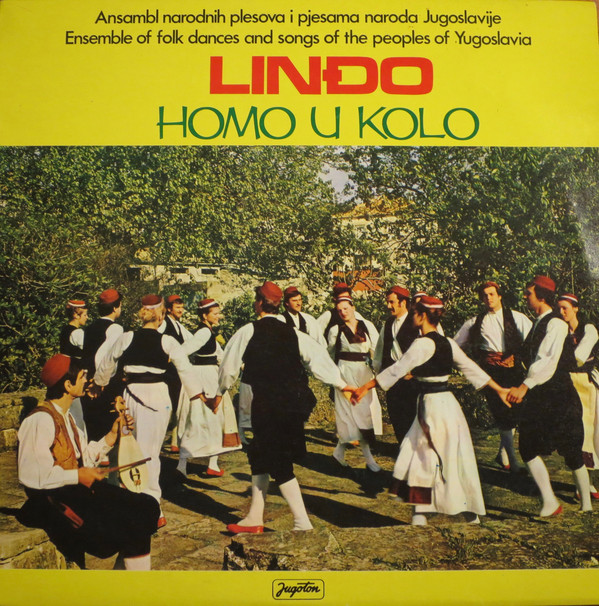 Ansambl narodnih plesova i pjesama naroda Jugoslavije
Ensemble of folk dances and songs of the peoples of Yugoslavia
LINĐO
HOMO U KOLO
Jugoton